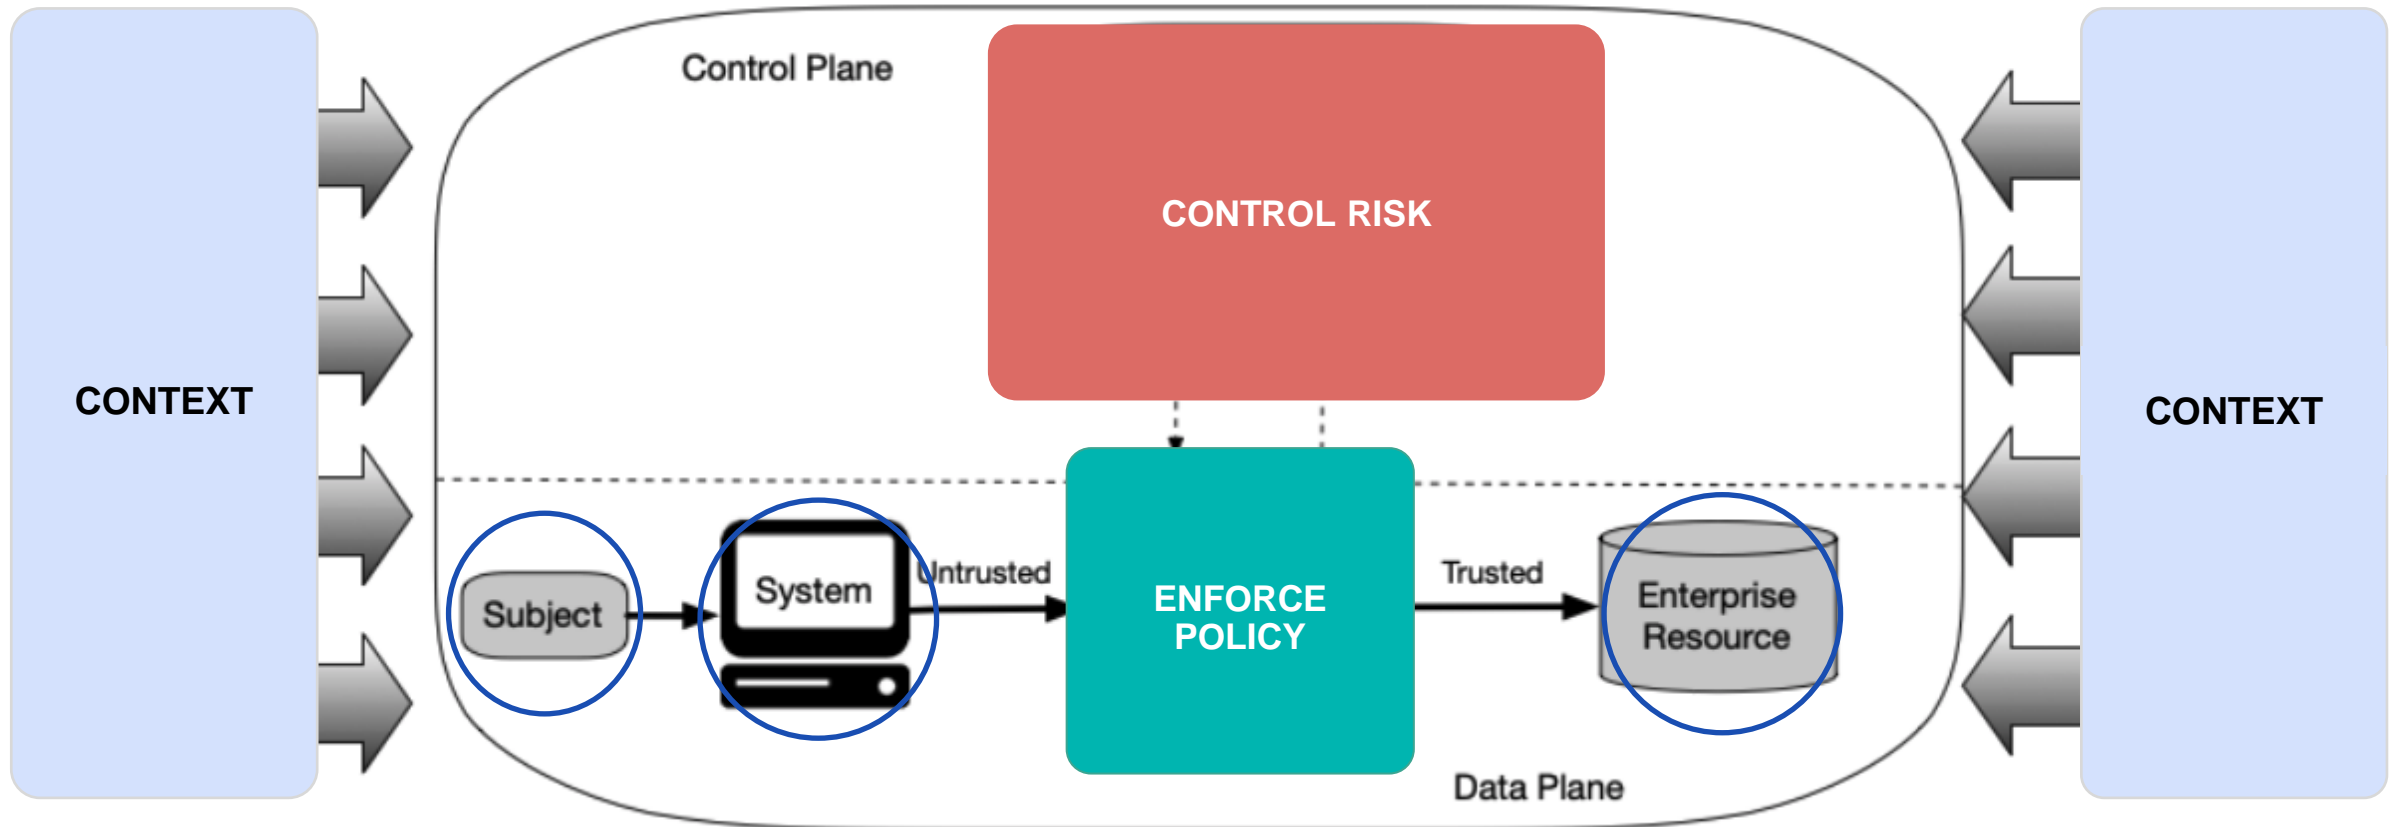 Control Plane
CONTROL RISK
CONTEXT
CONTEXT
Subject
System
Untrusted
ENFORCE
POLICY
Trusted
Enterprise
Resource
Data Plane